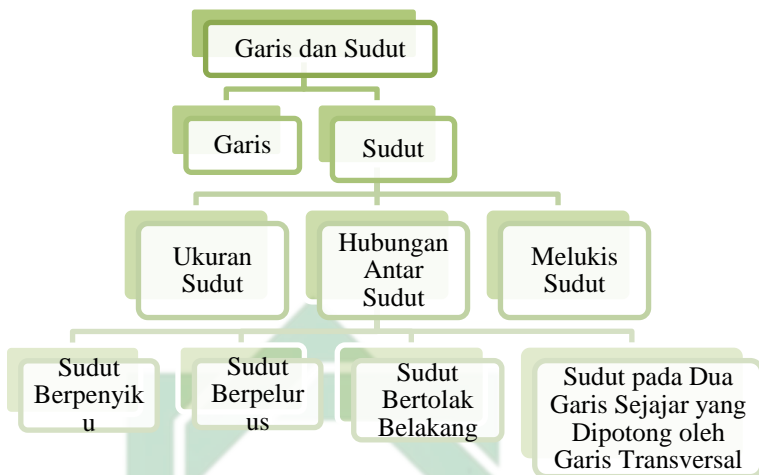 Garis dan Sudut
Garis
Sudut
Ukuran
Sudut
Hubungan
Antar
Sudut
Melukis
Sudut
Sudut
Berpenyik
u
Sudut
Berpelur
us
Sudut
Bertolak
Belakang
Sudut pada Dua
Garis Sejajar yang
Dipotong oleh
Garis Transversal